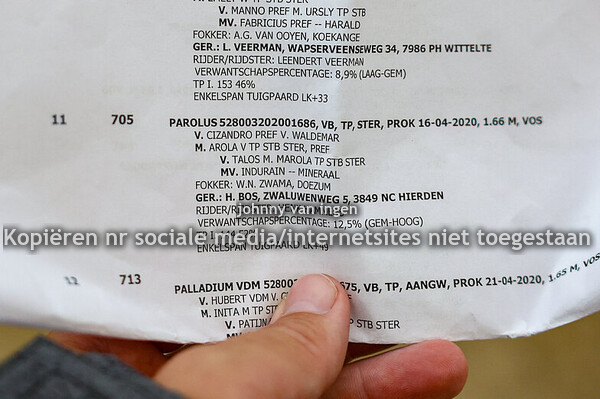 V. MANNO PREF M. URSLY TP STB
MV. FABRICIUS PREF -- HARALD
FOKKER: A.G. VAN OOYEN, KOEKANGE
GER.: L. VEERMAN, WAPSERVEENSEWEG 34, 7986 PH WITTELTE
RIJDER/RIJDSTER: LEENDERT VEERMAN
VERWANTSCHAPSPERCENTAGE: 8,9% (LAAG-GEM)
TP I. 153 46%
ENKELSPAN TUIGPAARD LK+33
11 705 PAROLUS 528003202001686, VB, TP, STER, PROK 16-04-2020, 1.66 M, VOS
V. CIZANDRO PREF V. WALDEMAR
M. AROLA V TP STB STER, PREF
V. TALOS M. MAROLA TP STB STER
MV. INDURAIN -- MINERAAL
FOKKER: W.N. ZWAMA, DOEZUM
GER.: H. BOS, ZWALUWENWEG 5, 3849 NC HIERDEN
RIJDER/
johnny van ingen
VERWANTSCHAPSPERCENTAGE: 12,5% (GEM-HOOG)
Kopiëren nr sociale media/internetsites niet toegestaan
ENKELSPAN TUIGPAARD LK+49
12 713 PALLADIUM VDM 52800 675, VB, TP, AANGW, PROK 21-04-2020, 1.65 M, VOS
V. HUBERT VDM V.
M. INITA M TP STB
V. PATIJN TP STB STER